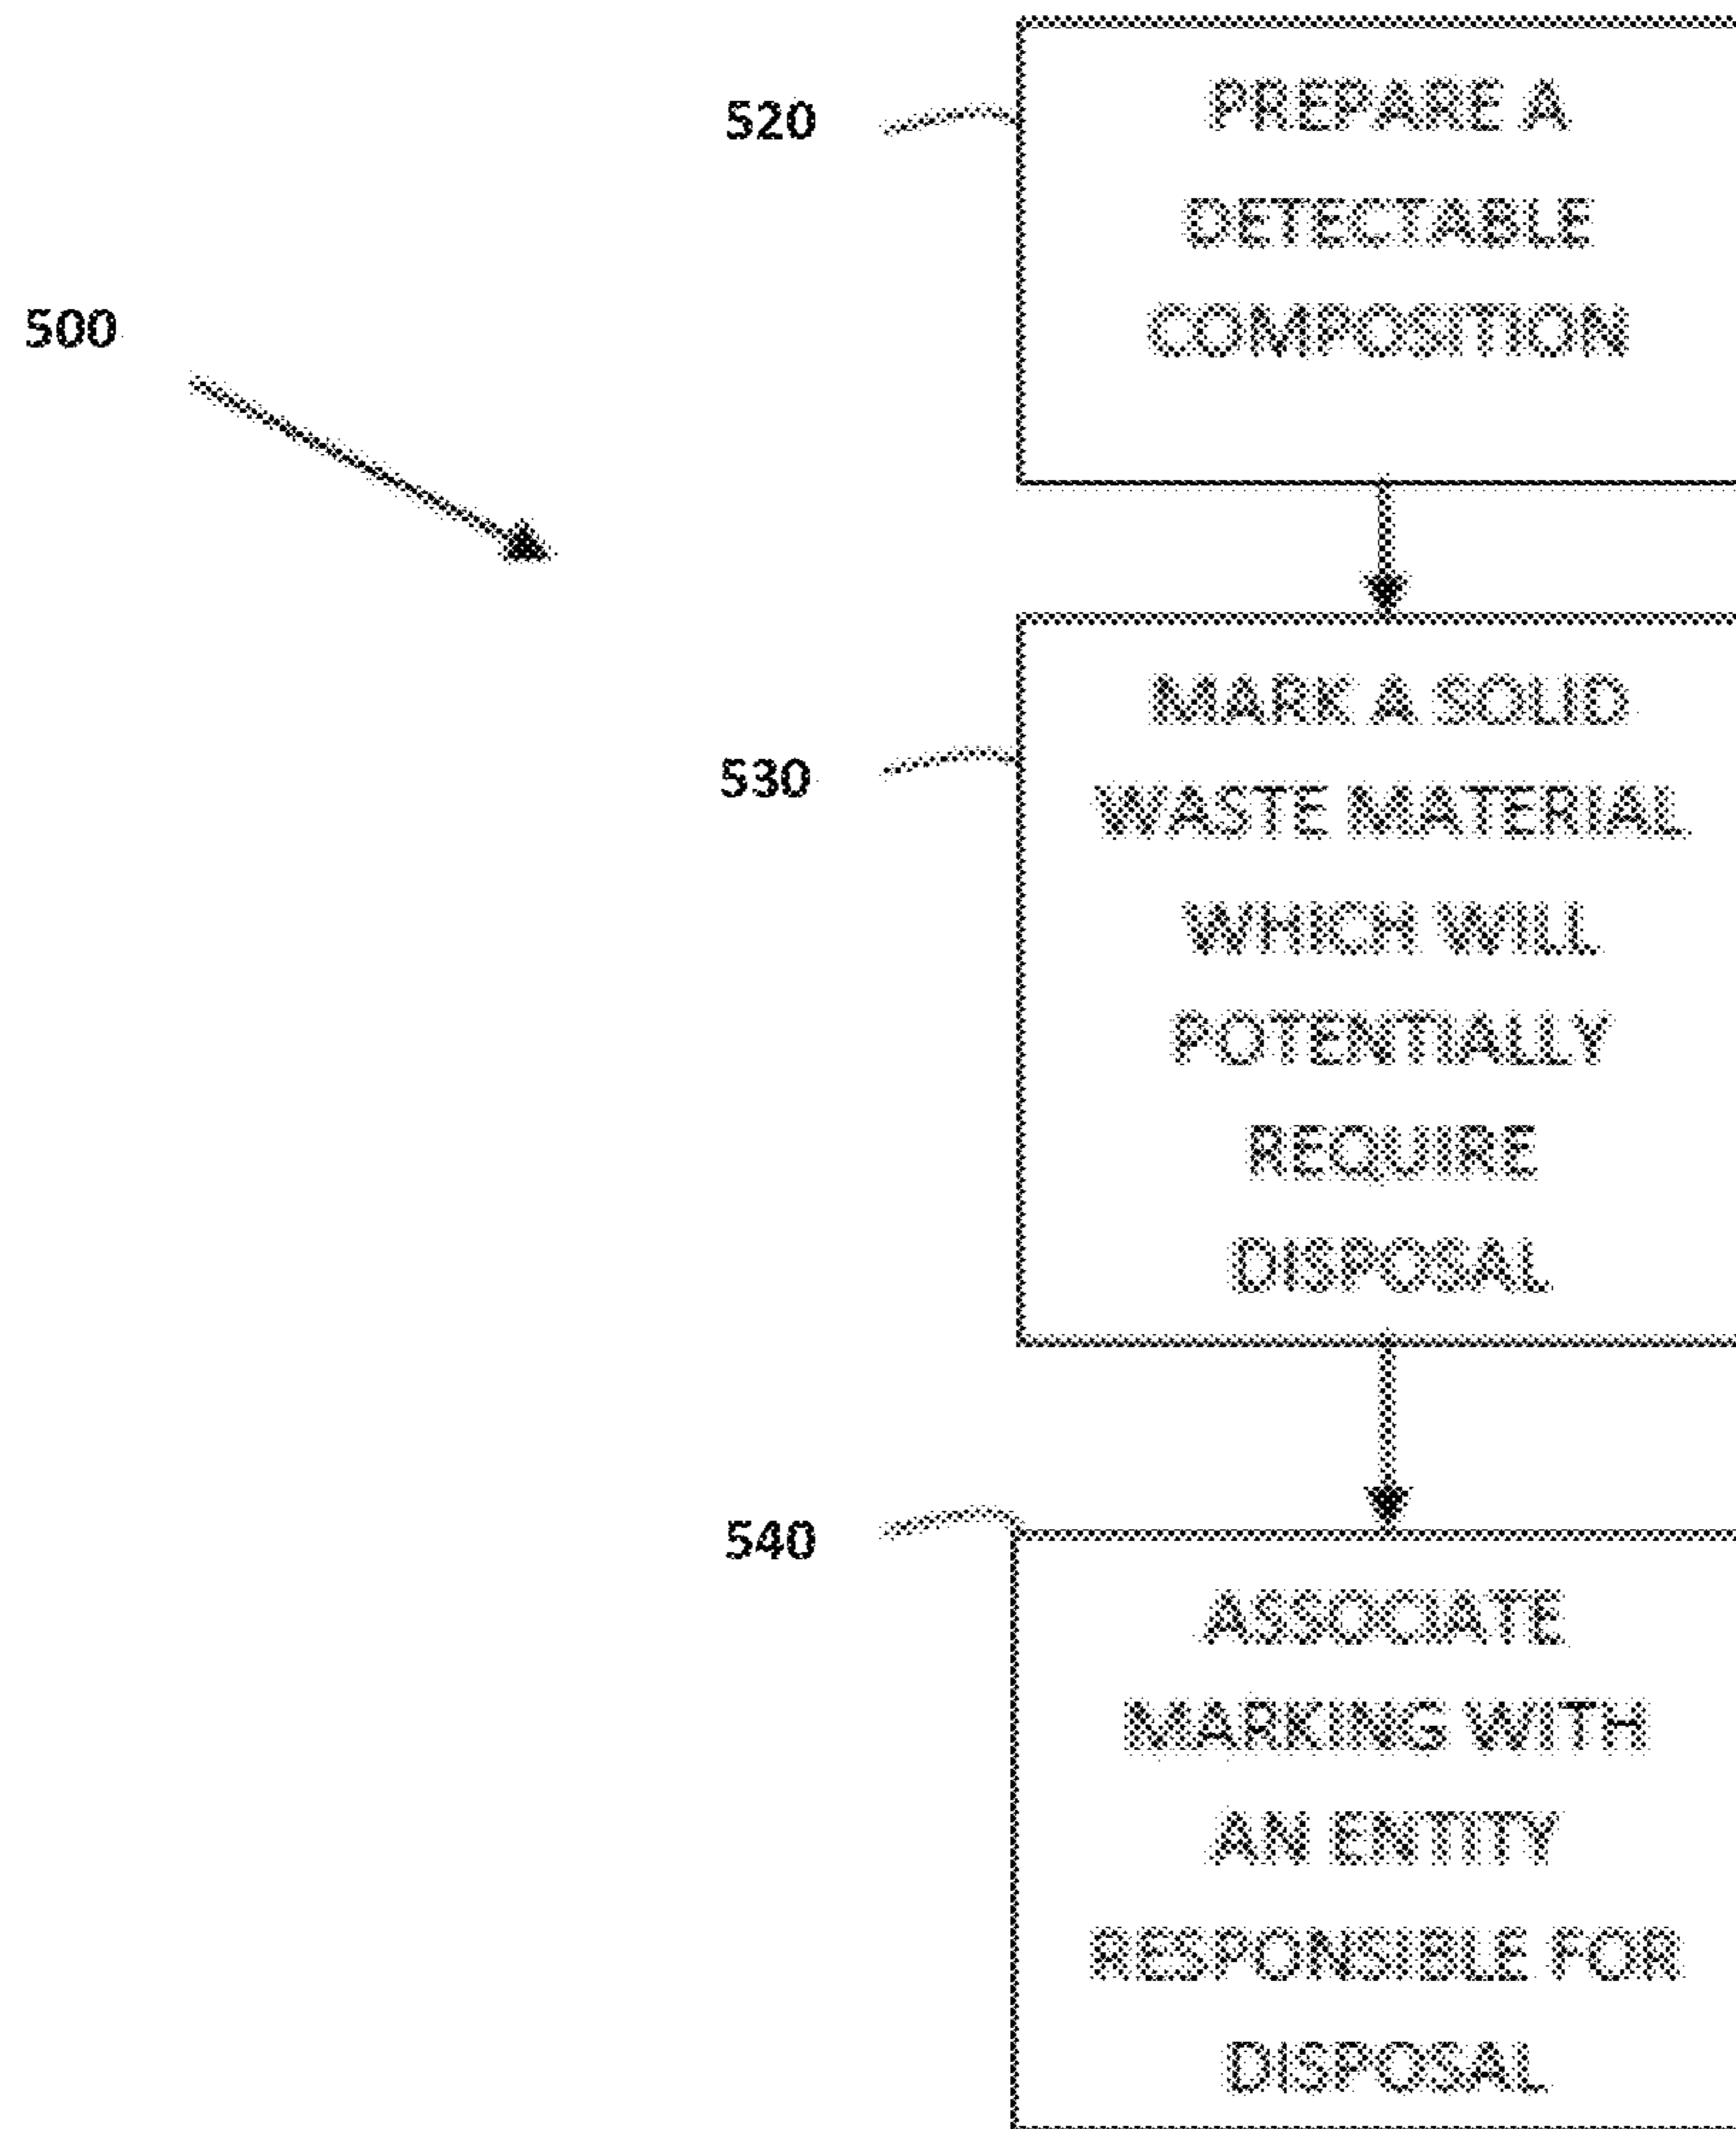 520
PREPARE A
DETECTABLE
COMPOSITION
500
530
MARK A SOLID
WASTE MATERIAL
WHICH WILL
POTENTIALLY
REQUIRE
DISPOSAL
540
ASSOCIATE
MARKING WITH
AN ENTITY
RESPONSIBLE FOR
DISPOSAL